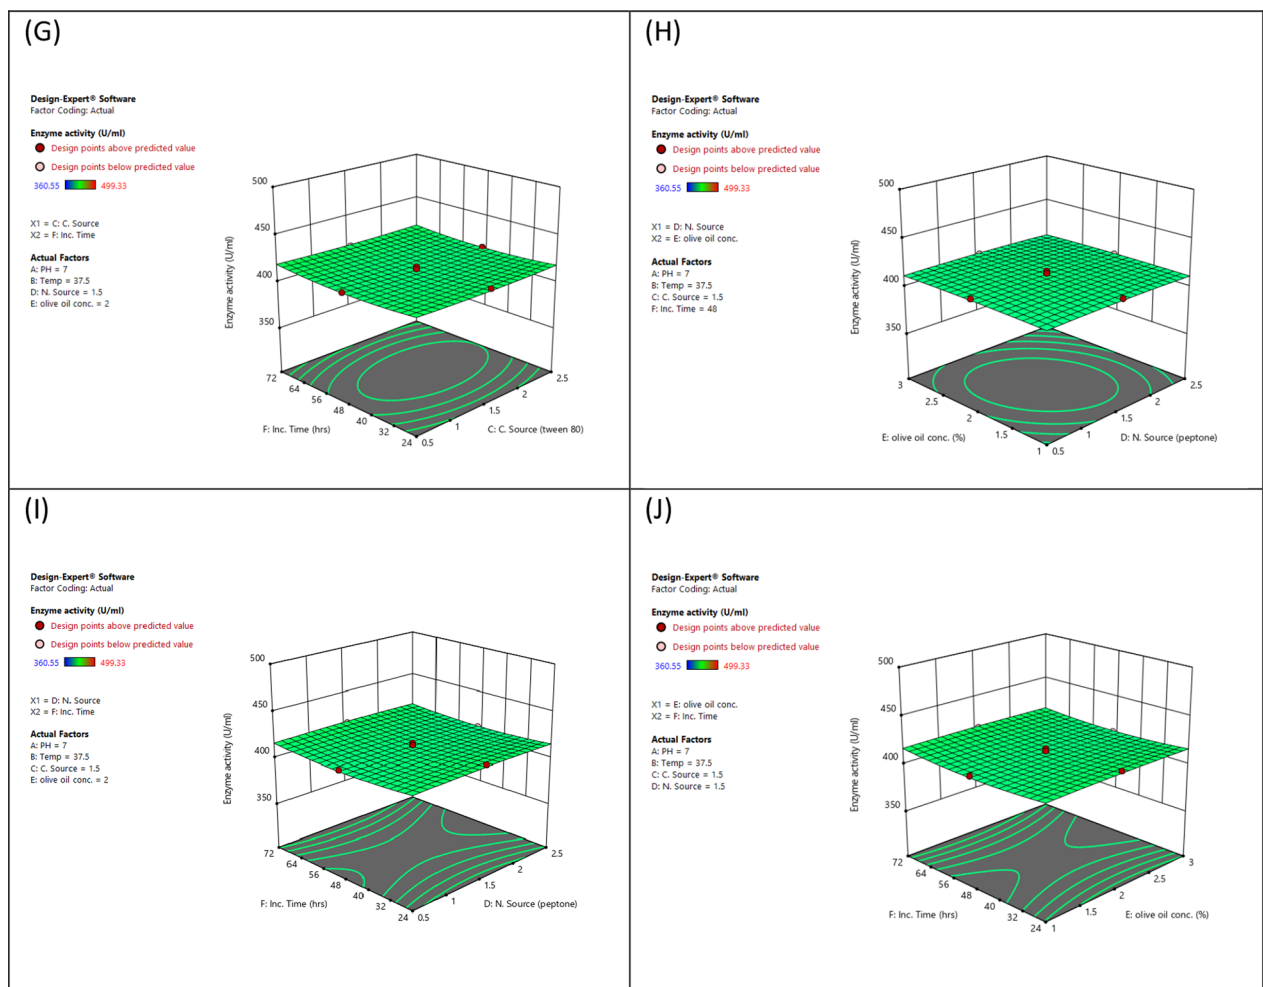 (G)
Design-Expert® Software
Factor Coding: Actual
Enzyme activity (U/ml)
Design points above predicted value
Design points below predicted value
360.55 499.33
X1 = C: C. Source
X2 = F: Inc. Time
Actual Factors
A: PH = 7
B: Temp = 37.5
D: N. Source = 1.5
E: olive oil conc. = 2
Enzyme activity (U/ml)
500
450
400
350
72
64
56
48
40
32
24
F: Inc. Time (hrs)
0.5
1
1.5
2
2.5
C: C. Source (tween 80)
(H)
Design-Expert® Software
Factor Coding: Actual
Enzyme activity (U/ml)
Design points above predicted value
Design points below predicted value
360.55 499.33
X1 = D: N. Source
X2 = E: olive oil conc.
Actual Factors
A: PH = 7
B: Temp = 37.5
C: C. Source = 1.5
F: Inc. Time = 48
Enzyme activity (U/ml)
500
450
400
350
3
2.5
2
1.5
1
E: olive oil conc. (%)
0.5
1
1.5
2
2.5
D: N. Source (peptone)
(I)
Design-Expert® Software
Factor Coding: Actual
Enzyme activity (U/ml)
Design points above predicted value
Design points below predicted value
360.55 499.33
X1 = D: N. Source
X2 = F: Inc. Time
Actual Factors
A: PH = 7
B: Temp = 37.5
C: C. Source = 1.5
E: olive oil conc. = 2
Enzyme activity (U/ml)
500
450
400
350
72
64
56
48
40
32
24
F: Inc. Time (hrs)
0.5
1
1.5
2
2.5
D: N. Source (peptone)
(J)
Design-Expert® Software
Factor Coding: Actual
Enzyme activity (U/ml)
Design points above predicted value
Design points below predicted value
360.55 499.33
X1 = E: olive oil conc.
X2 = F: Inc. Time
Actual Factors
A: PH = 7
B: Temp = 37.5
C: C. Source = 1.5
D: N. Source = 1.5
Enzyme activity (U/ml)
500
450
400
350
72
64
56
48
40
32
24
F: Inc. Time (hrs)
1
1.5
2
2.5
3
E: olive oil conc. (%)